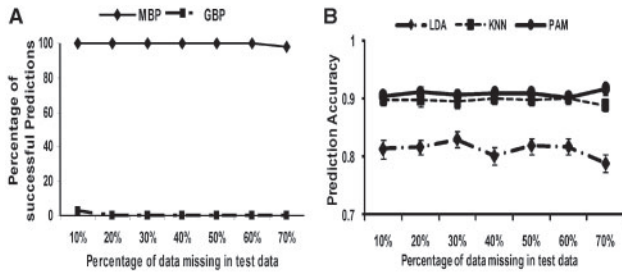 A
MBP GBP
Percentage of
successful Predictions
100
80
60
40
20
0
10% 20% 30% 40% 50% 60% 70%
Percentage of data missing in test data
B
LDA KNN PAM
Prediction Accuracy
1
0.9
0.8
0.7
10% 20% 30% 40% 50% 60% 70%
Percentage of data missing in test data